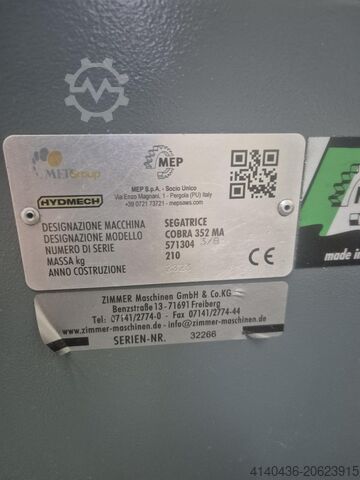 MEPGroup
MEP
HYDMECH
MEP S.p.A. - Socio Unico
Via Enzo Magnani, 1 - Pergola (PU) Italy
+39 0721 73721 - mepsaws.com
DESIGNAZIONE MACCHINA SEGATRICE
DESIGNAZIONE MODELLO COBRA 352 MA
NUMERO DI SERIE 571304
MASSA kg 210
ANNO COSTRUZIONE
CE
made in
ZIMMER Maschinen GmbH & Co.KG
Benzstraße 13-71691 Freiberg
Tel.: 07141/2774-0 - Fax 07141/2774-44
www.zimmer-maschinen.de-info@zimmer-maschinen.de
SERIEN-NR. 32266
4140436-20623915